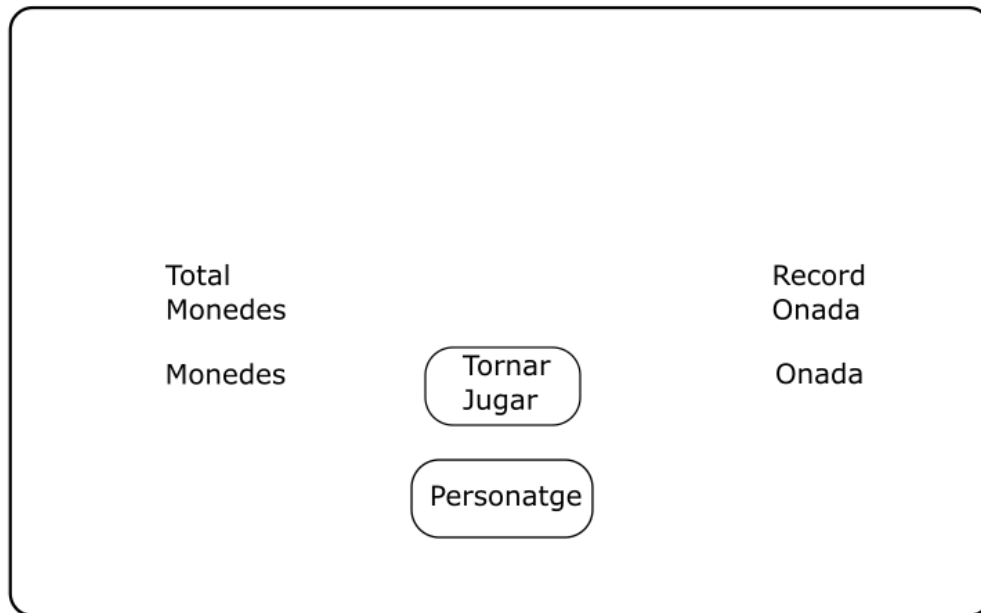 Total
Monedes
Monedes
Tornar
Jugar
Personatge
Record
Onada
Onada